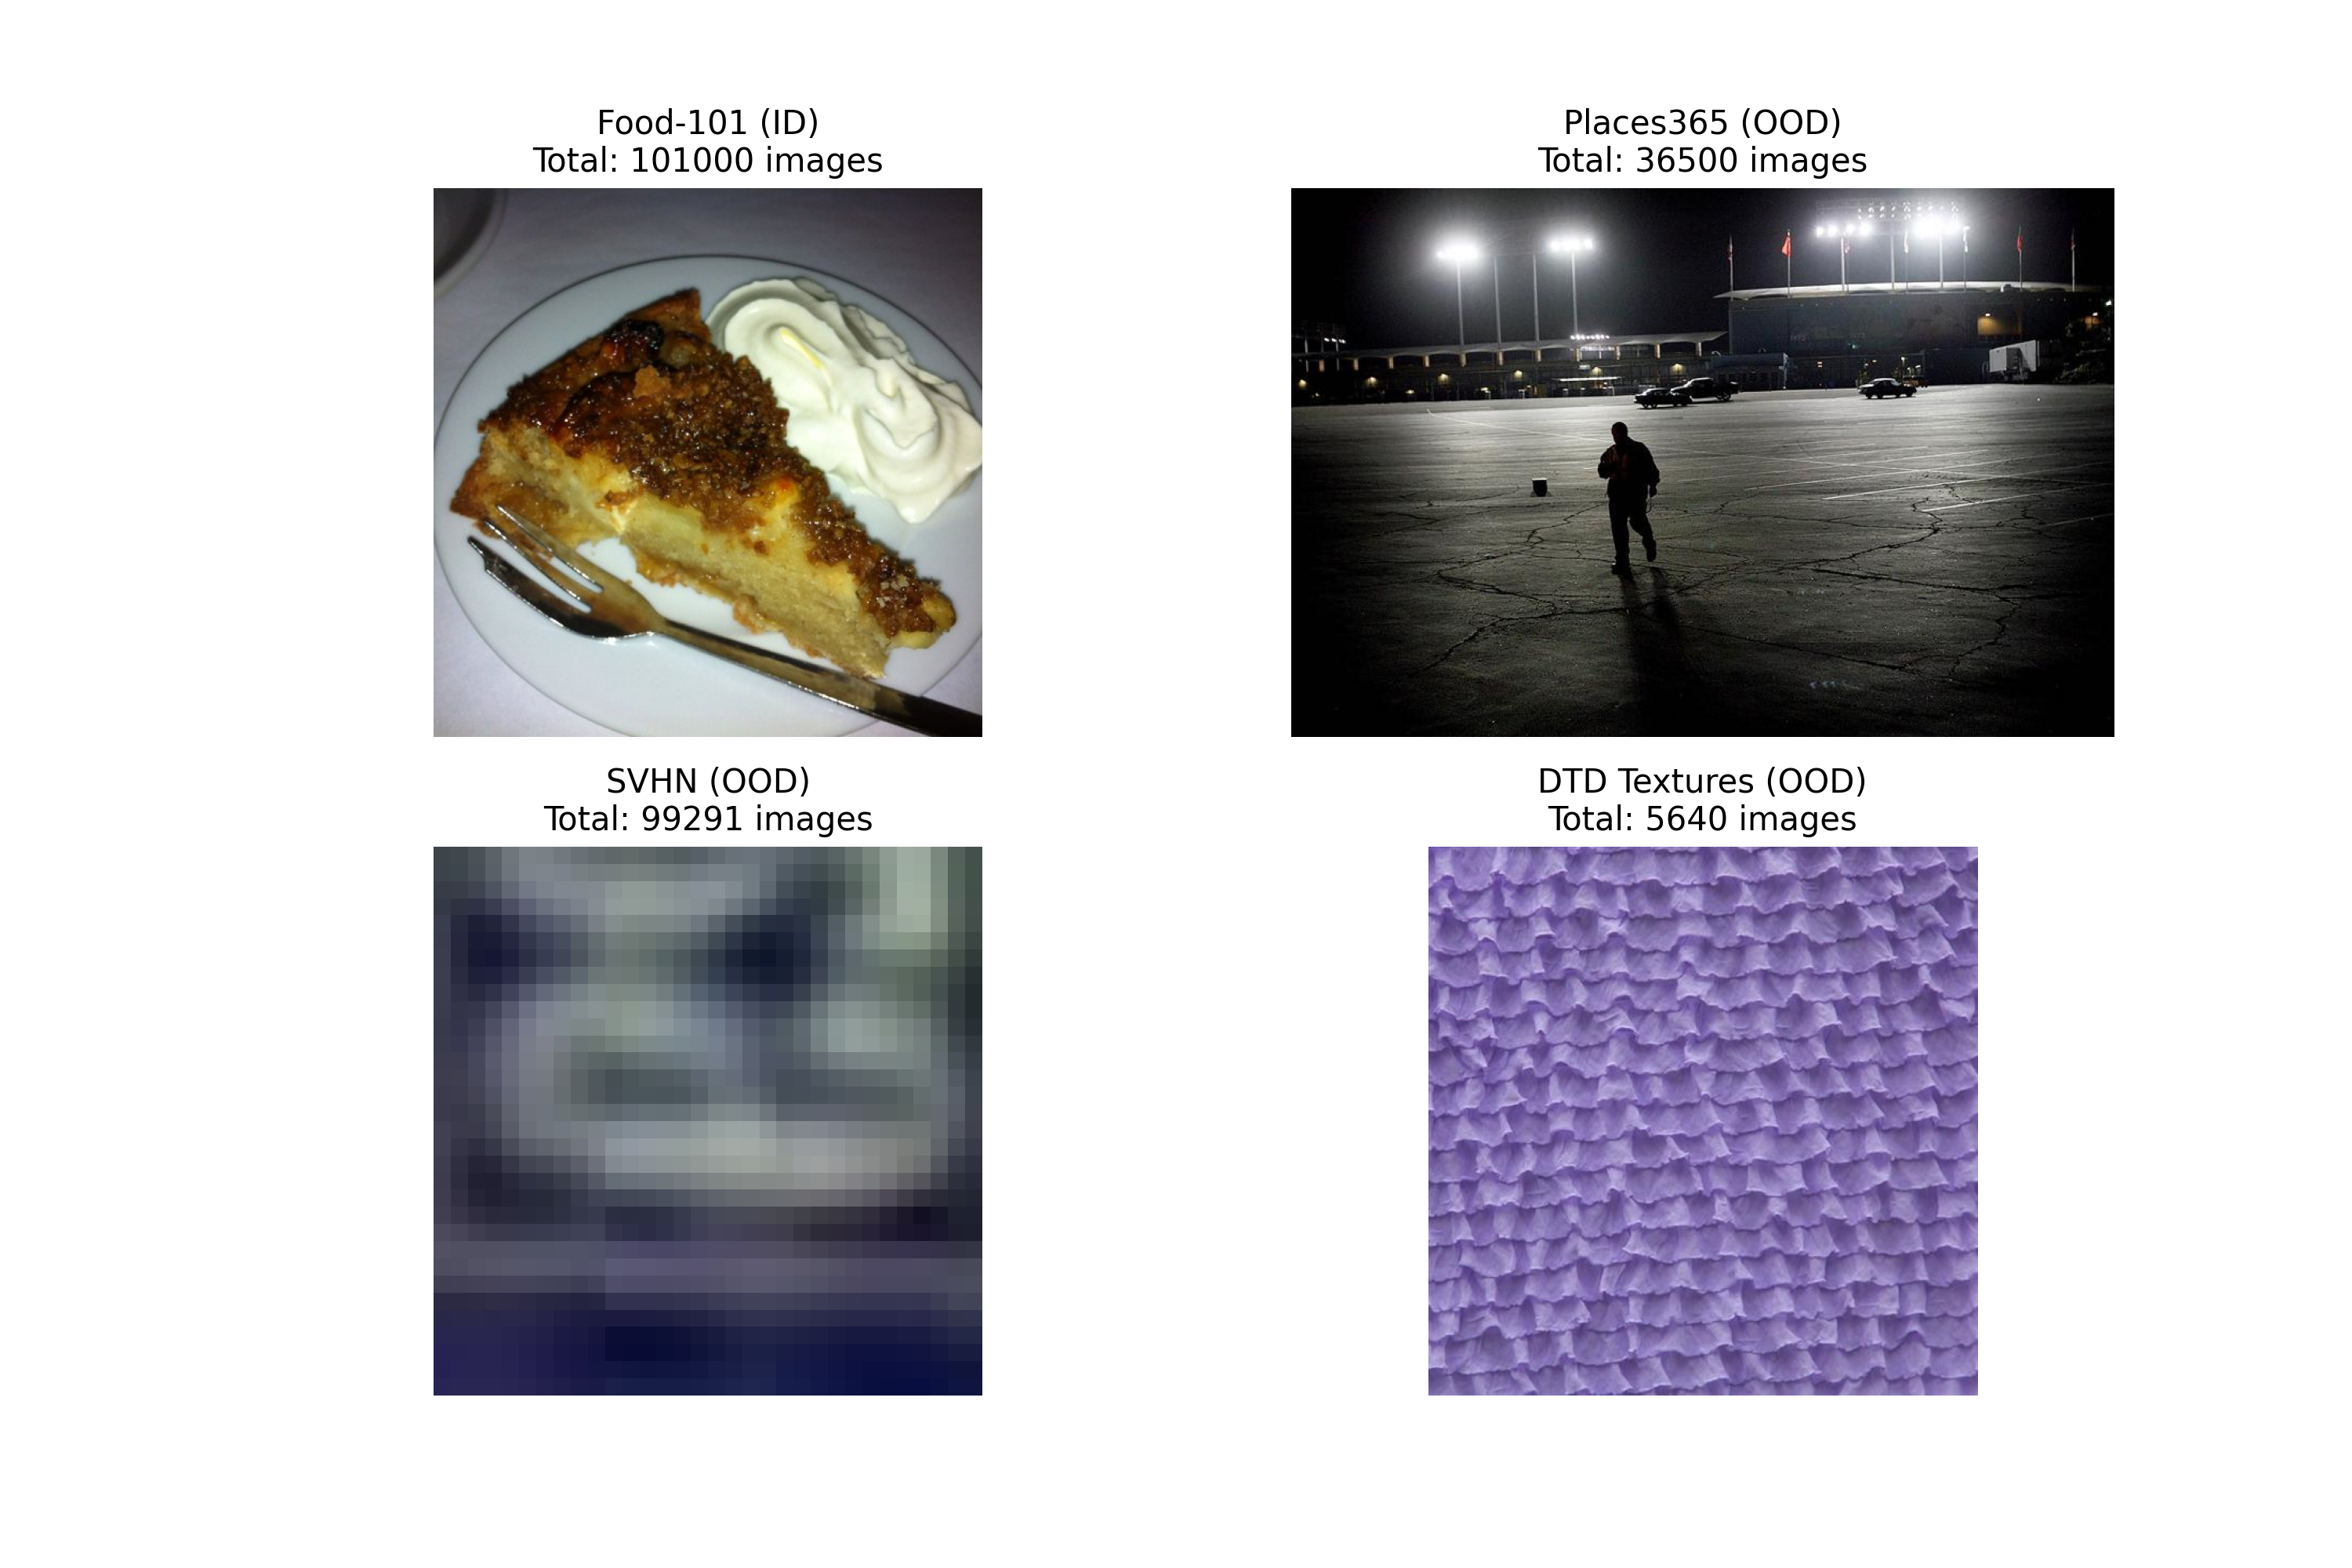 Food-101 (ID)
Total: 101000 images
Places365 (OOD)
Total: 36500 images
SVHN (OOD)
Total: 99291 images
DTD Textures (OOD)
Total: 5640 images